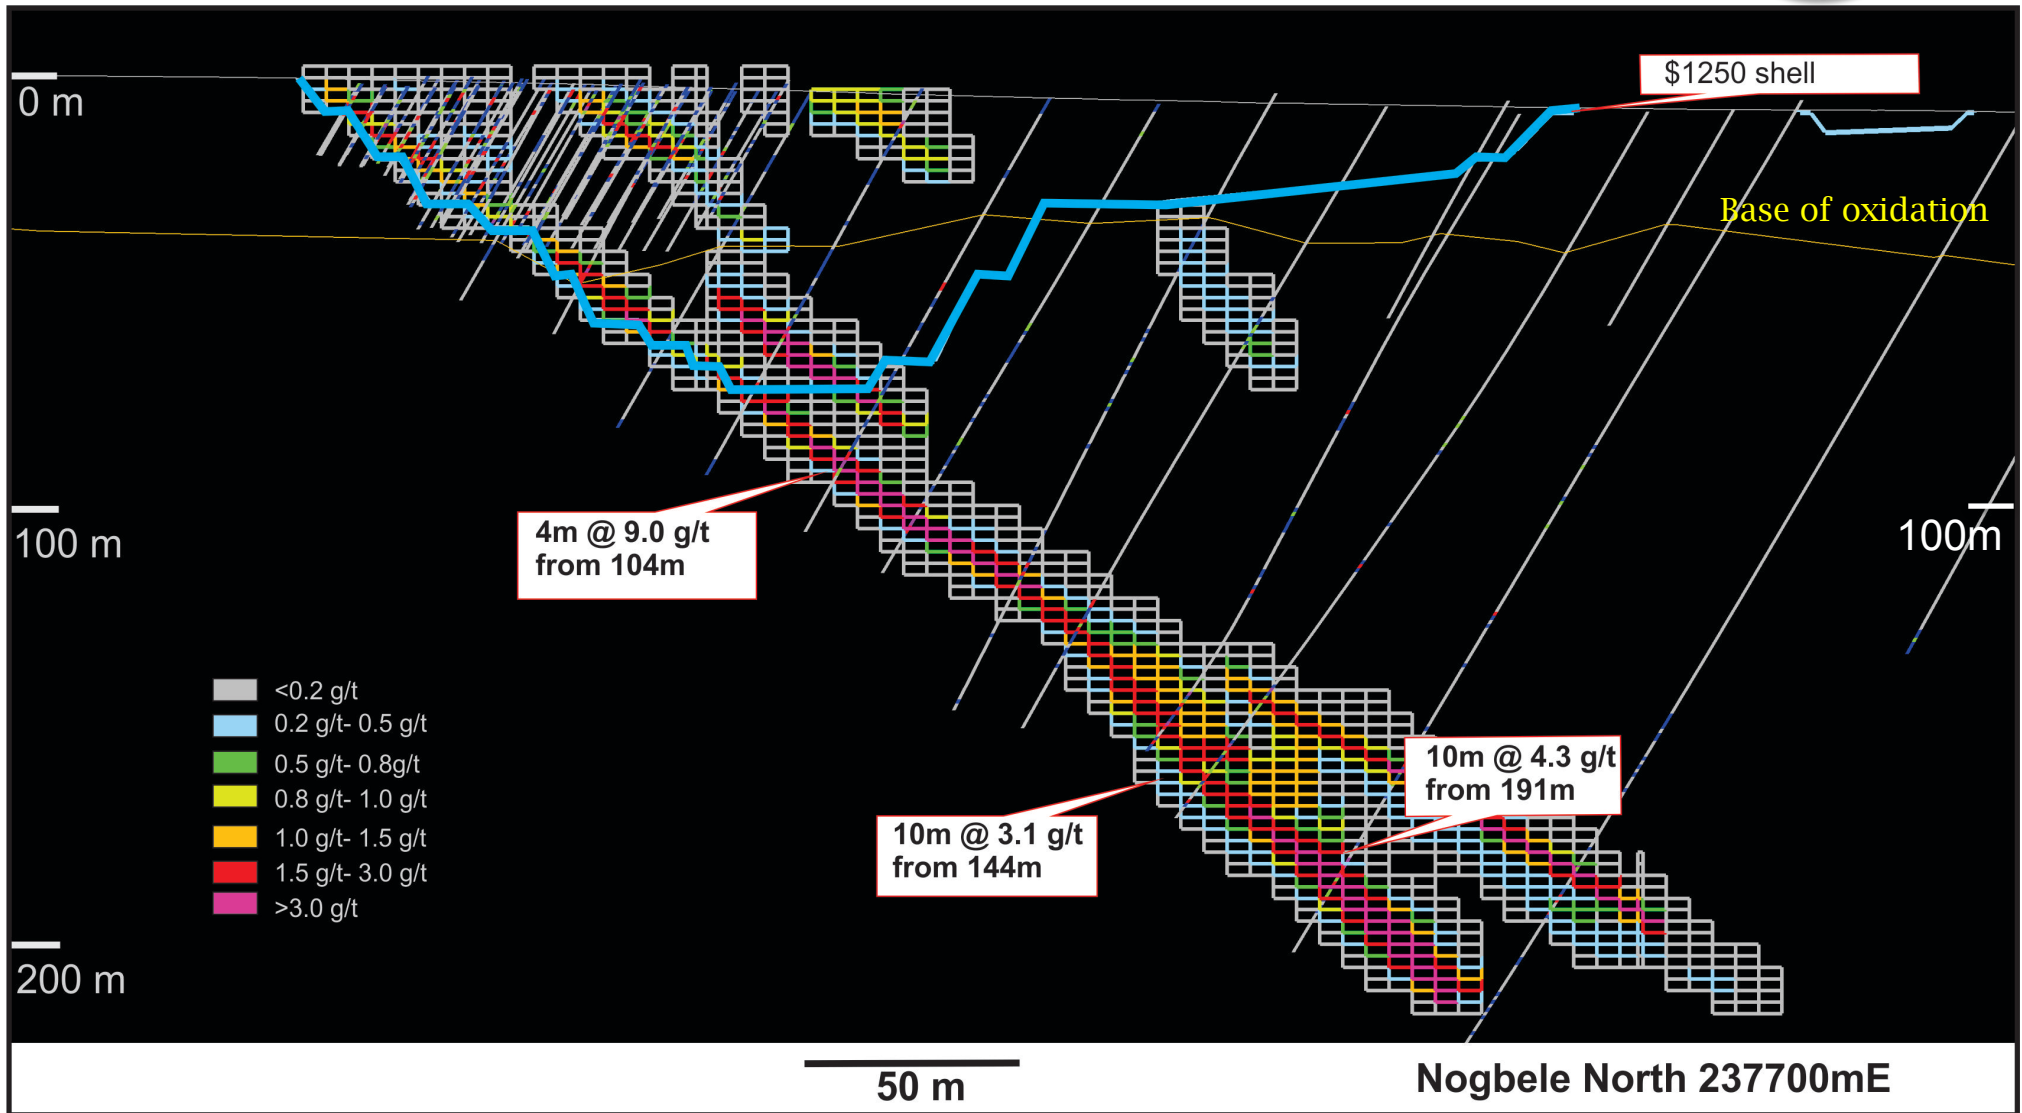 $1250 shell
0 m
Base of oxidation
4m @ 9.0 g/t
from 104m
100 m
100m
<0.2 g/t
0.2 g/t- 0.5 g/t
0.5 g/t- 0.8g/t
0.8 g/t- 1.0 g/t
1.0 g/t- 1.5 g/t
1.5 g/t- 3.0 g/t
>3.0 g/t
10m @ 4.3 g/t
from 191m
10m @ 3.1 g/t
from 144m
200 m
50 m
Nogbele North 237700mE